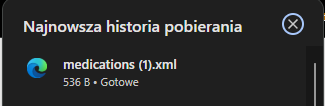 Najnowsza historia pobierania
medications (1).xml
536 B • Gotowe